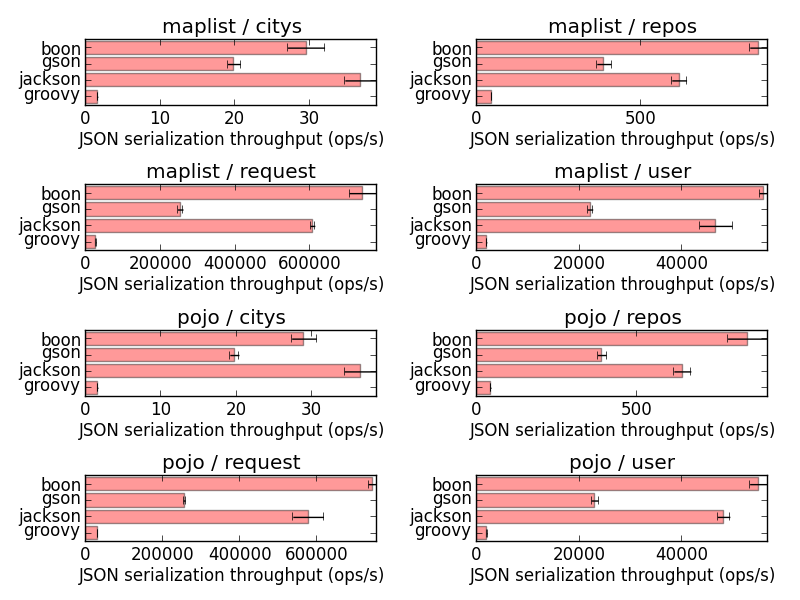 maplist / citys
boon
gson
jackson
groovy
0 10 20 30
JSON serialization throughput (ops/s)
maplist / repos
boon
gson
jackson
groovy
0 500
JSON serialization throughput (ops/s)
maplist / request
boon
gson
jackson
groovy
0 200000 400000 600000
JSON serialization throughput (ops/s)
maplist / user
boon
gson
jackson
groovy
0 20000 40000
JSON serialization throughput (ops/s)
pojo / citys
boon
gson
jackson
groovy
0 10 20 30
JSON serialization throughput (ops/s)
pojo / repos
boon
gson
jackson
groovy
0 500
JSON serialization throughput (ops/s)
pojo / request
boon
gson
jackson
groovy
0 200000 400000 600000
JSON serialization throughput (ops/s)
pojo / user
boon
gson
jackson
groovy
0 20000 40000
JSON serialization throughput (ops/s)